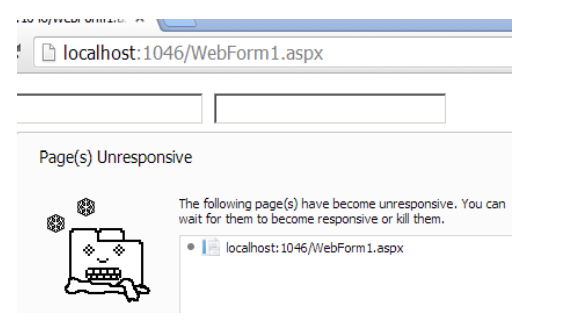 localhost:1046/WebForm1.aspx
Page(s) Unresponsive
The following page(s) have become unresponsive. You can
wait for them to become responsive or kill them.
localhost:1046/WebForm1.aspx